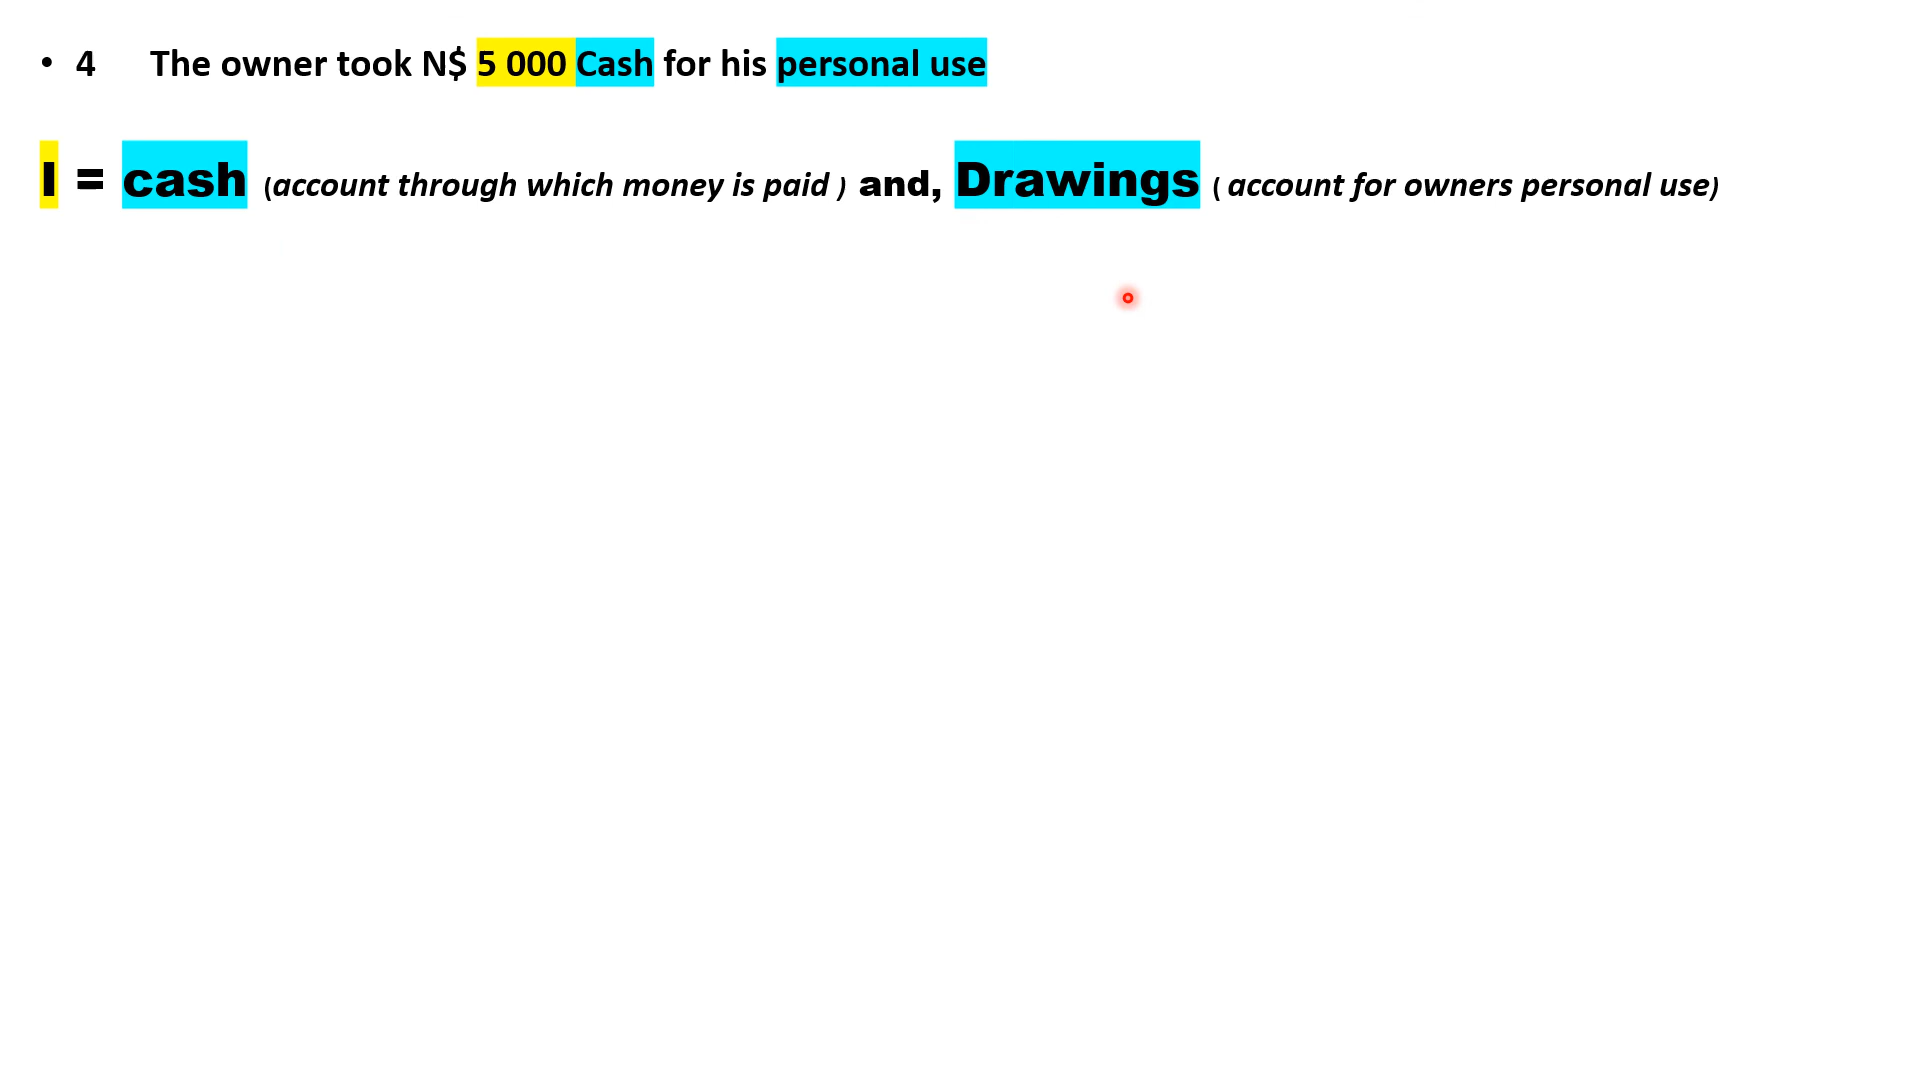 • 4 The owner took N$ 5 000 Cash for his personal use
I = cash (account through which money is paid ) and, Drawings ( account for owners personal use)